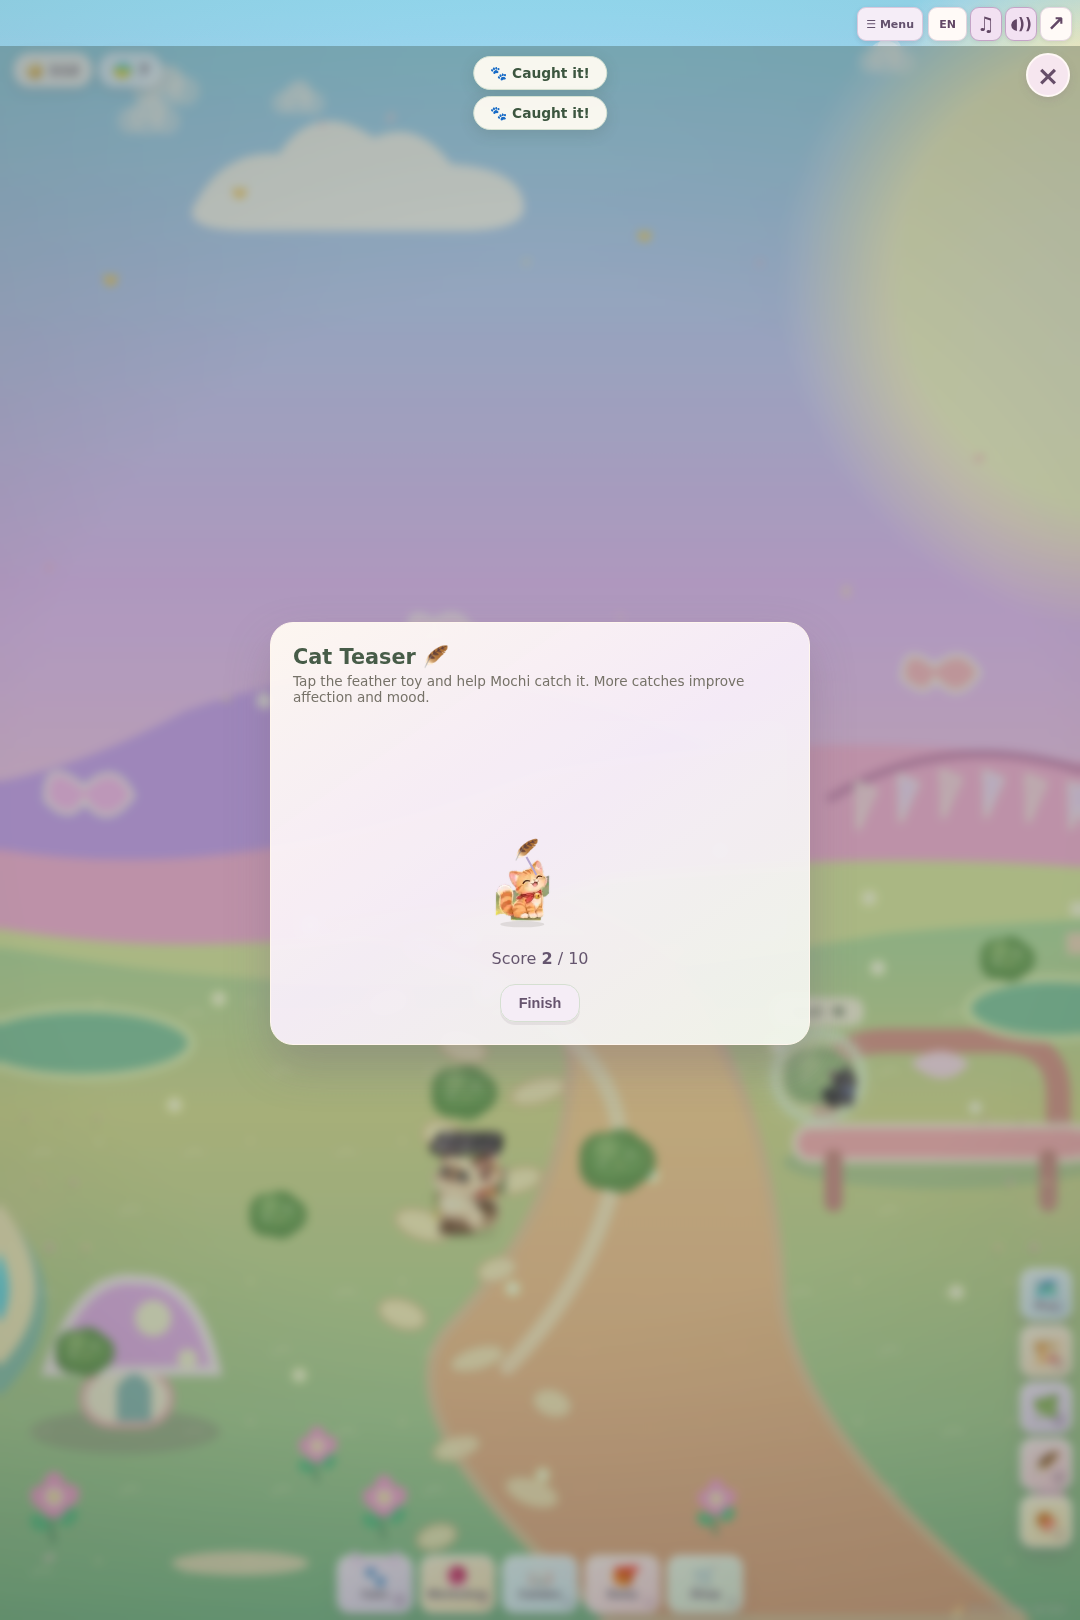 ☰ Menu
EN
Caught it!
Caught it!
Cat Teaser
Tap the feather toy and help Mochi catch it. More catches improve
affection and mood.
Score 2 / 10
Finish